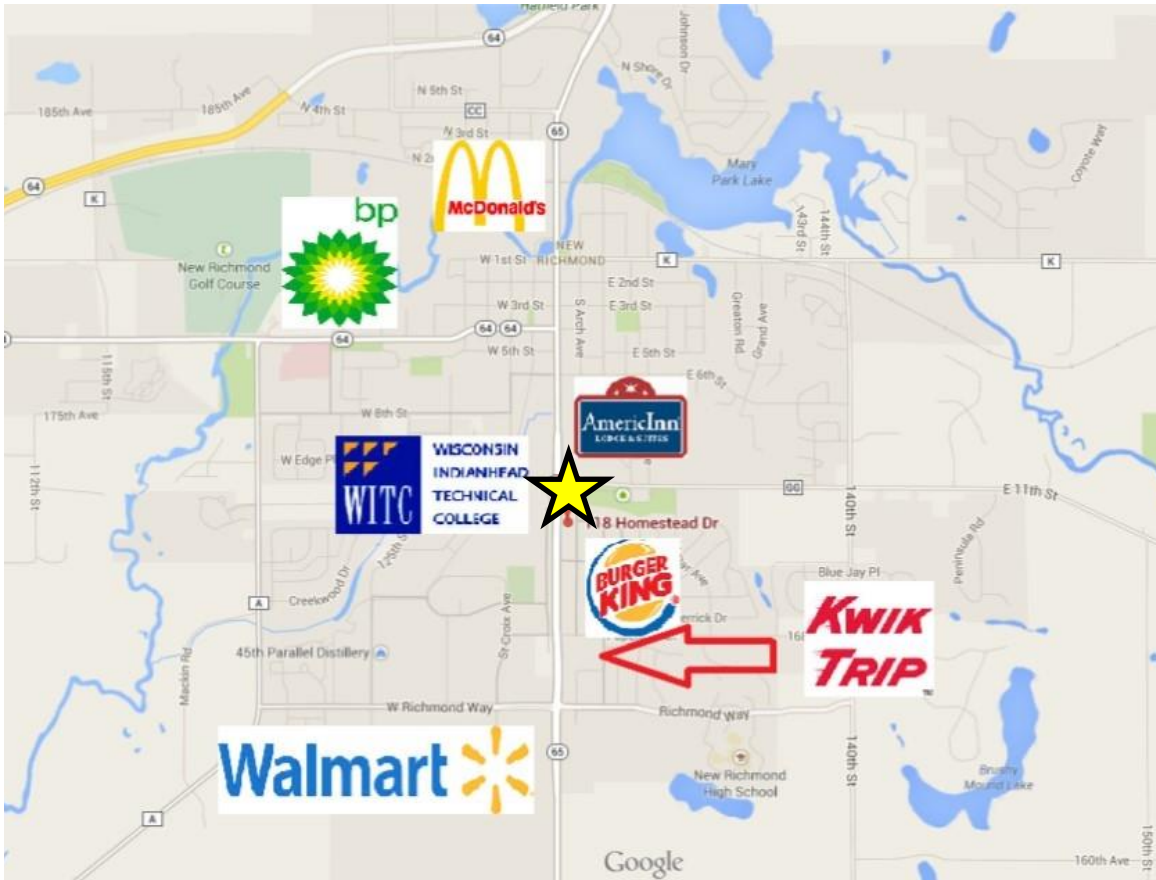 Hatfield Park
64
Johnson Dr
N Shore Dr
185th Ave
185th Ave
N 5th St
N 4th St
CC
N 3rd St
65
Coyote Way
McDonald's
Mary
Park Lake
64
K
bp
143rd St
144th St
New Richmond
Golf Course
NEW
RICHMOND
W 1st St
K
K
E 2nd St
W 3rd St
E 3rd St
S Arch Ave
Greaton Rd
Grand Ave
64
64
64
W 5th St
E 5th St
E 6th St
115th St
175th Ave
W 8th St
AmericInn
LODGE & SUITES
W Edge
WITC
WISCONSIN
INDIANHEAD
TECHNICAL
COLLEGE
112th St
GG
E 11th St
140th St
18 Homestead Dr
125th St
Peninsula Rd
BURGER
KING
Blue Jay Pl
Creekwood Dr
A
St Croix Ave
KWIK
TRIP
TM
45th Parallel Distillery
Mackin Rd
W Richmond Way
Richmond Way
Walmart
65
140th St
New Richmond
High School
Brushy
Mound Lake
A
150th St
Google
160th Ave